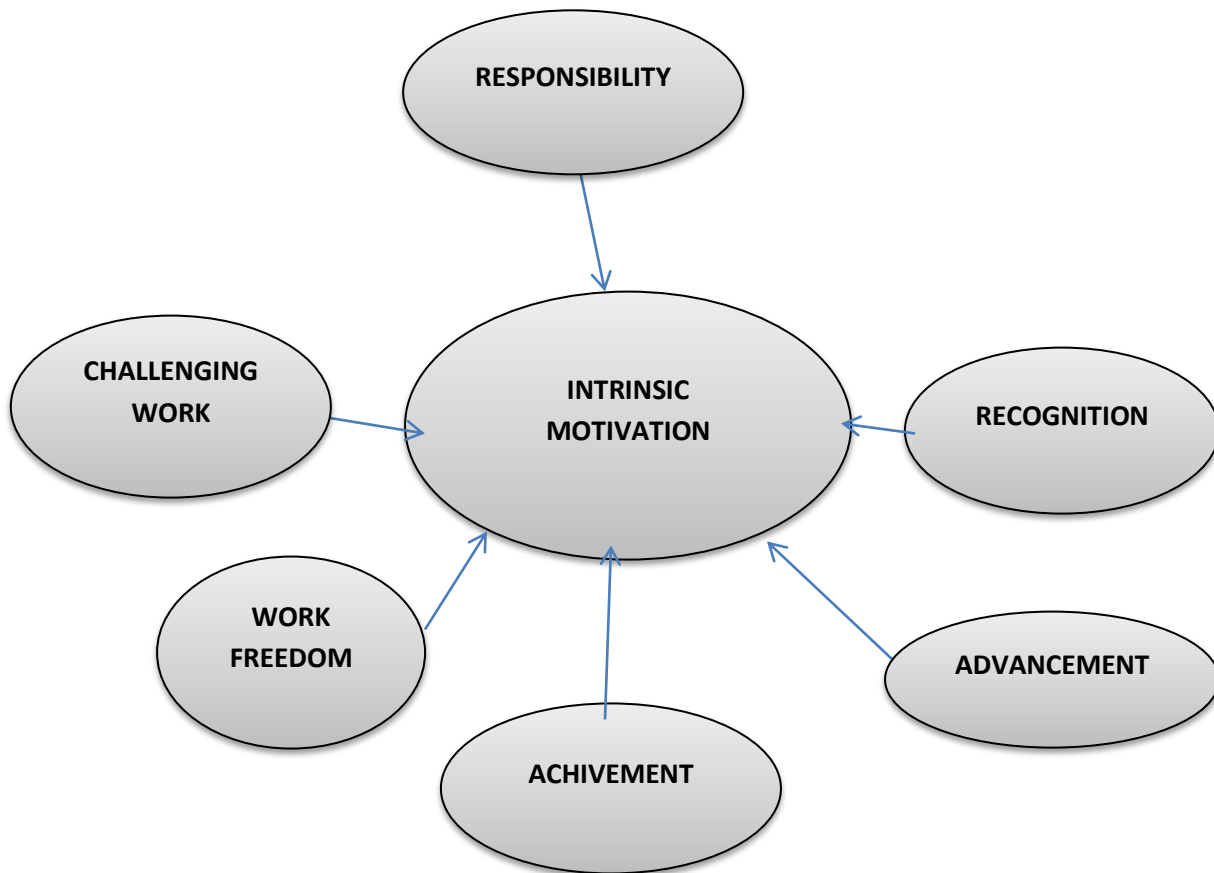 RESPONSIBILITY
CHALLENGING
WORK
INTRINSIC
MOTIVATION
RECOGNITION
WORK
FREEDOM
ADVANCEMENT
ACHIVEMENT